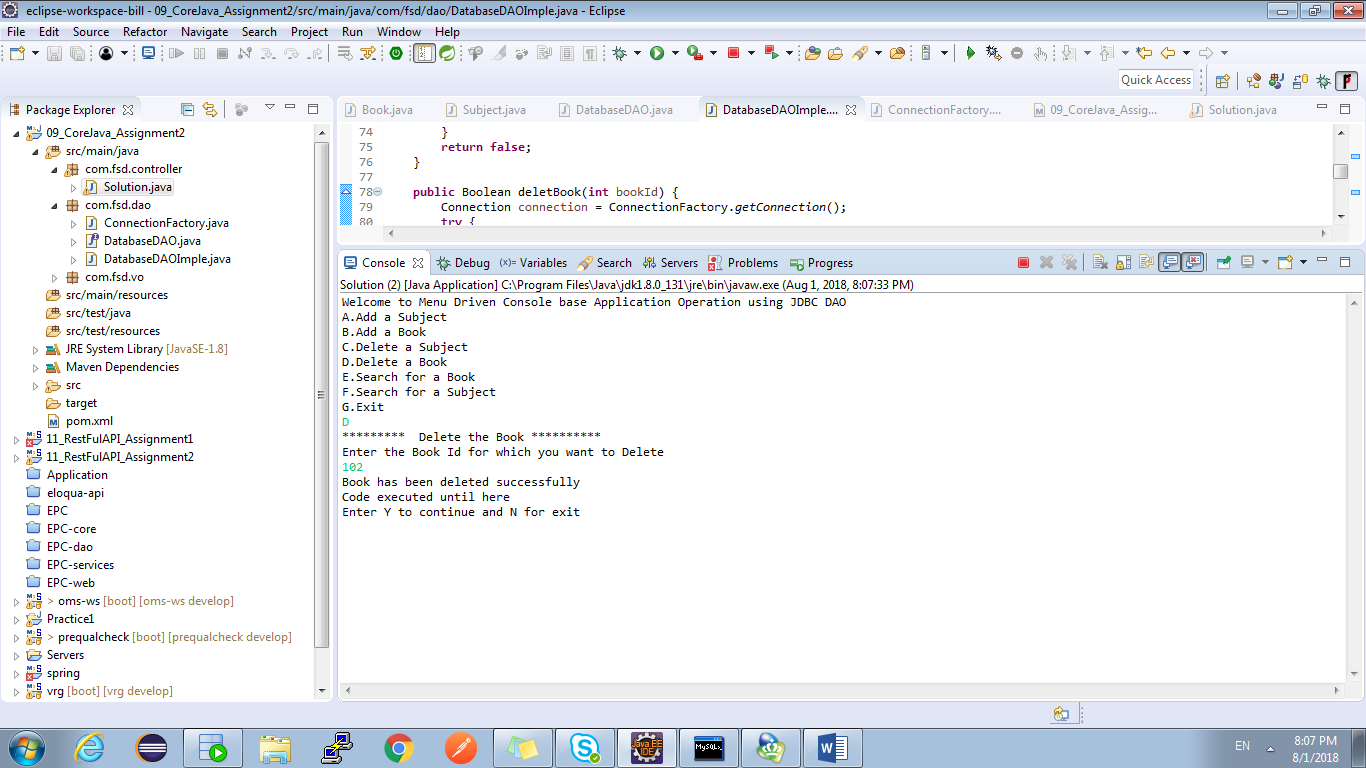 eclipse-workspace-bill - 09_CoreJava_Assignment2/src/main/java/com/fsd/dao/DatabaseDAOImple.java - Eclipse
File Edit Source Refactor Navigate Search Project Run Window Help
Quick Access
Package Explorer
09_CoreJava_Assignment2
src/main/java
com.fsd.controller
Solution.java
com.fsd.dao
ConnectionFactory.java
DatabaseDAO.java
DatabaseDAOImple.java
com.fsd.vo
src/main/resources
src/test/java
src/test/resources
JRE System Library [JavaSE-1.8]
Maven Dependencies
src
target
pom.xml
11_RestFulAPI_Assignment1
11_RestFulAPI_Assignment2
Application
eloqua-api
EPC
EPC-core
EPC-dao
EPC-services
EPC-web
> oms-ws [boot] [oms-ws develop]
Practice1
> prequalcheck [boot] [prequalcheck develop]
Servers
spring
vrg [boot] [vrg develop]
Book.java Subject.java DatabaseDAO.java DatabaseDAOImple.... ConnectionFactory.... 09_CoreJava_Assig... Solution.java
74 }
75 return false;
76 }
77
78 public Boolean deletBook(int bookId) {
79 Connection connection = ConnectionFactory.getConnection();
80 try {
Console Debug (x)= Variables Search Servers Problems Progress
Solution (2) [Java Application] C:\Program Files\Java\jdk1.8.0_131\jre\bin\javaw.exe (Aug 1, 2018, 8:07:33 PM)
Welcome to Menu Driven Console base Application Operation using JDBC DAO
A.Add a Subject
B.Add a Book
C.Delete a Subject
D.Delete a Book
E.Search for a Book
F.Search for a Subject
G.Exit
D
********* Delete the Book **********
Enter the Book Id for which you want to Delete
102
Book has been deleted successfully
Code executed until here
Enter Y to continue and N for exit
Java EE
IDE
MySQL
EN
8:07 PM
8/1/2018